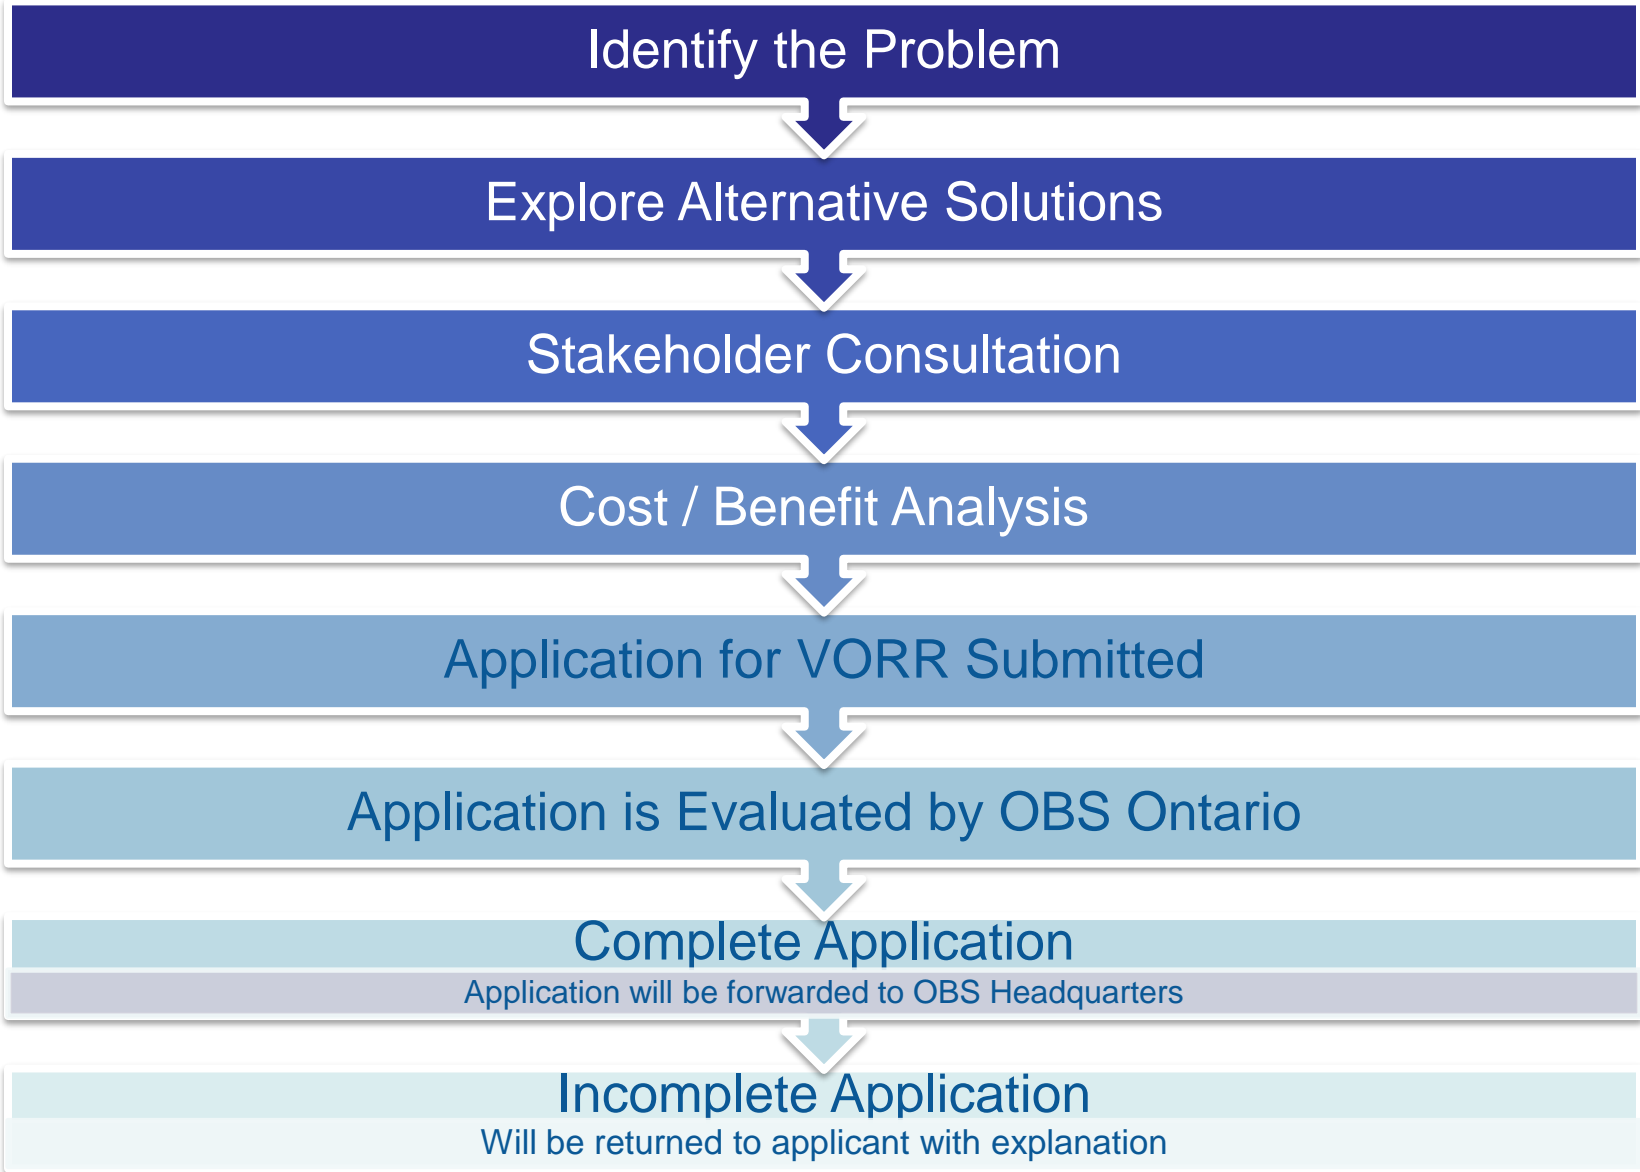 Identify the Problem
Explore Alternative Solutions
Stakeholder Consultation
Cost / Benefit Analysis
Application for VORR Submitted
Application is Evaluated by OBS Ontario
Complete Application
Application will be forwarded to OBS Headquarters
Incomplete Application
Will be returned to applicant with explanation